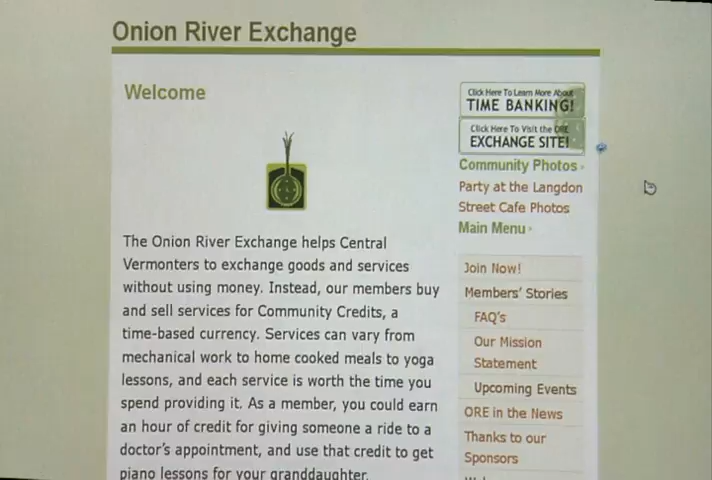 Onion River Exchange
Welcome
The Onion River Exchange helps Central
Vermonters to exchange goods and services
without using money. Instead, our members buy
and sell services for Community Credits, a
time-based currency. Services can vary from
mechanical work to home cooked meals to yoga
lessons, and each service is worth the time you
spend providing it. As a member, you could earn
an hour of credit for giving someone a ride to a
doctor's appointment, and use that credit to get
piano lessons for your granddaughter.
Click Here To Learn More About
TIME BANKING!
Click Here To Visit the ORE
EXCHANGE SITE!
Community Photos
Party at the Langdon
Street Cafe Photos
Main Menu
Join Now!
Members' Stories
FAQ's
Our Mission
Statement
Upcoming Events
ORE in the News
Thanks to our
Sponsors